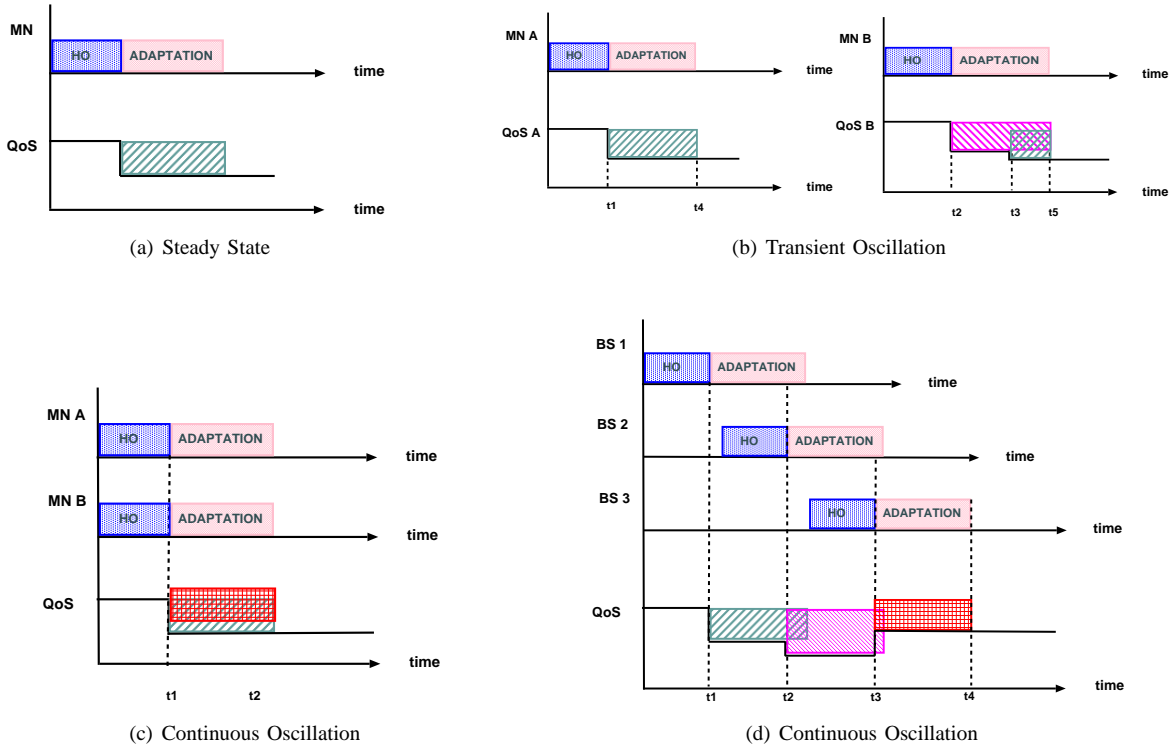 MN
HO
ADAPTATION
time
QoS
time
(a) Steady State
MN A
HO
ADAPTATION
time
QoS A
time
t1
t4
MN B
HO
ADAPTATION
time
QoS B
time
t2
t3
t5
(b) Transient Oscillation
MN A
HO
ADAPTATION
time
MN B
HO
ADAPTATION
time
QoS
time
t1
t2
(c) Continuous Oscillation
BS 1
HO
ADAPTATION
time
BS 2
HO
ADAPTATION
time
BS 3
HO
ADAPTATION
time
QoS
time
t1
t2
t3
t4
(d) Continuous Oscillation